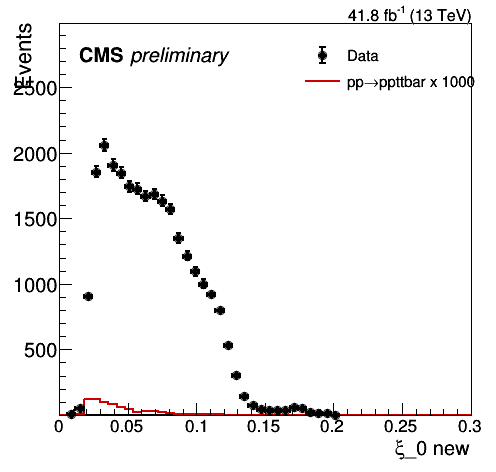 41.8 fb⁻¹ (13 TeV)
Events
CMS preliminary
Data
pp→ppttbar x 1000
2500
2000
1500
1000
500
0 0.05 0.1 0.15 0.2 0.25 0.3
ξ_0 new